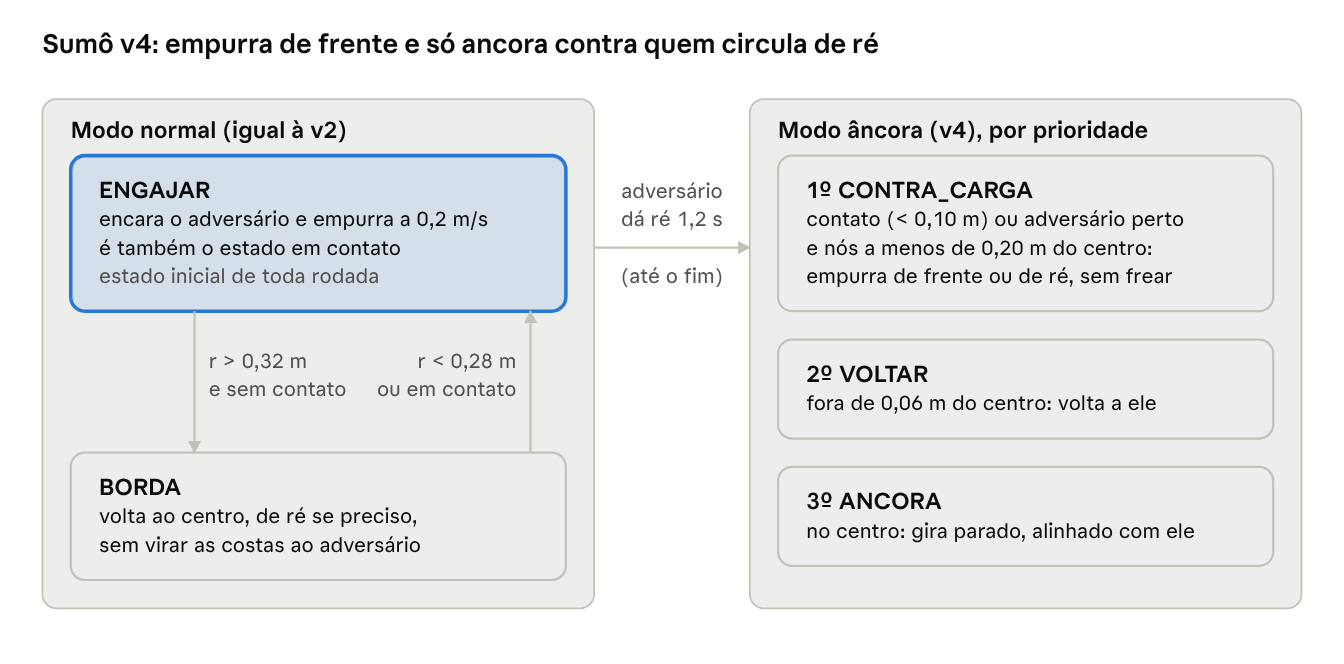 Sumô v4: empurra de frente e só ancora contra quem circula de ré
Modo normal (igual à v2)
ENGAJAR
encara o adversário e empurra a 0,2 m/s
é também o estado em contato
estado inicial de toda rodada
r > 0,32 m
e sem contato
r < 0,28 m
ou em contato
BORDA
volta ao centro, de ré se preciso,
sem virar as costas ao adversário
adversário
dá ré 1,2 s
(até o fim)
Modo âncora (v4), por prioridade
1º CONTRA_CARGA
contato (< 0,10 m) ou adversário perto
e nós a menos de 0,20 m do centro:
empurra de frente ou de ré, sem frear
2º VOLTAR
fora de 0,06 m do centro: volta a ele
3º ANCORA
no centro: gira parado, alinhado com ele